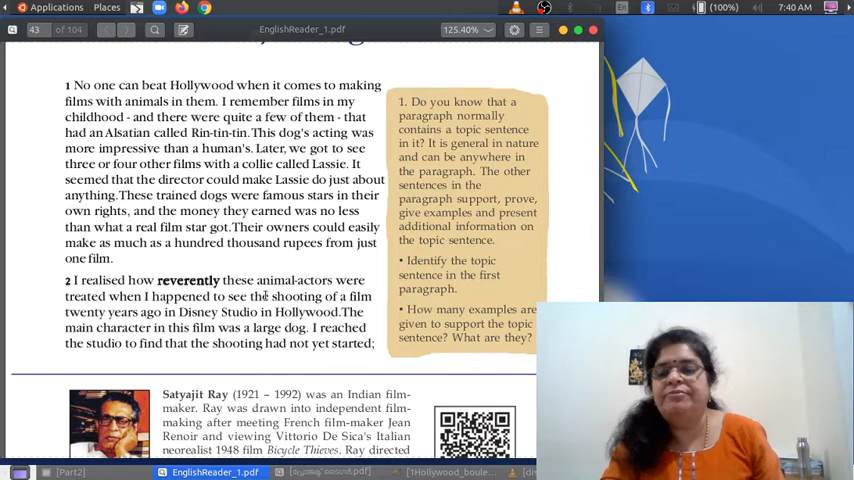 Applications Places En (100%) 7:40 AM
43 of 104 EnglishReader_1.pdf 125.40%
1 No one can beat Hollywood when it comes to making
films with animals in them. I remember films in my
childhood - and there were quite a few of them - that
had an Alsatian called Rin-tin-tin.This dog's acting was
more impressive than a human's. Later, we got to see
three or four other films with a collie called Lassie. It
seemed that the director could make Lassie do just about
anything.These trained dogs were famous stars in their
own rights, and the money they earned was no less
than what a real film star got.Their owners could easily
make as much as a hundred thousand rupees from just
one film.
2 I realised how reverently these animal-actors were
treated when I happened to see the shooting of a film
twenty years ago in Disney Studio in Hollywood.The
main character in this film was a large dog. I reached
the studio to find that the shooting had not yet started;
1. Do you know that a
paragraph normally
contains a topic sentence
in it? It is general in nature
and can be anywhere in
the paragraph. The other
sentences in the
paragraph support, prove,
give examples and present
additional information on
the topic sentence.
• Identify the topic
sentence in the first
paragraph.
• How many examples are
given to support the topic
sentence? What are they?
Satyajit Ray (1921 – 1992) was an Indian film-
maker. Ray was drawn into independent film-
making after meeting French film-maker Jean
Renoir and viewing Vittorio De Sica's Italian
neorealist 1948 film Bicycle Thieves. Ray directed
[Part2] EnglishReader_1.pdf [1Hollywood_boule... [dis